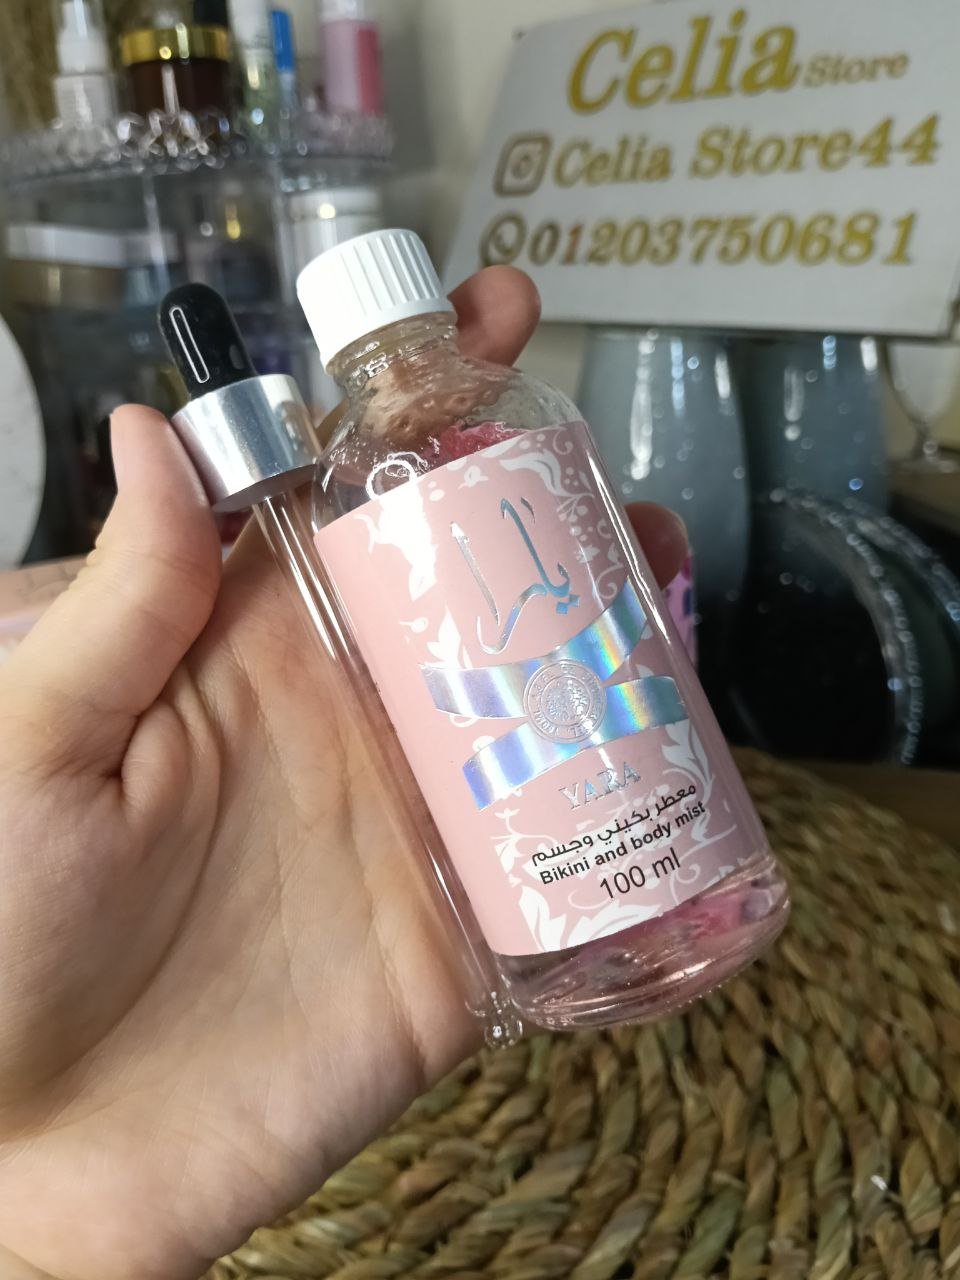 Celia Store
Celia Store44
01203750681
يارا
YARA
معطر بكيني وجسم
Bikini and body mist
100 ml